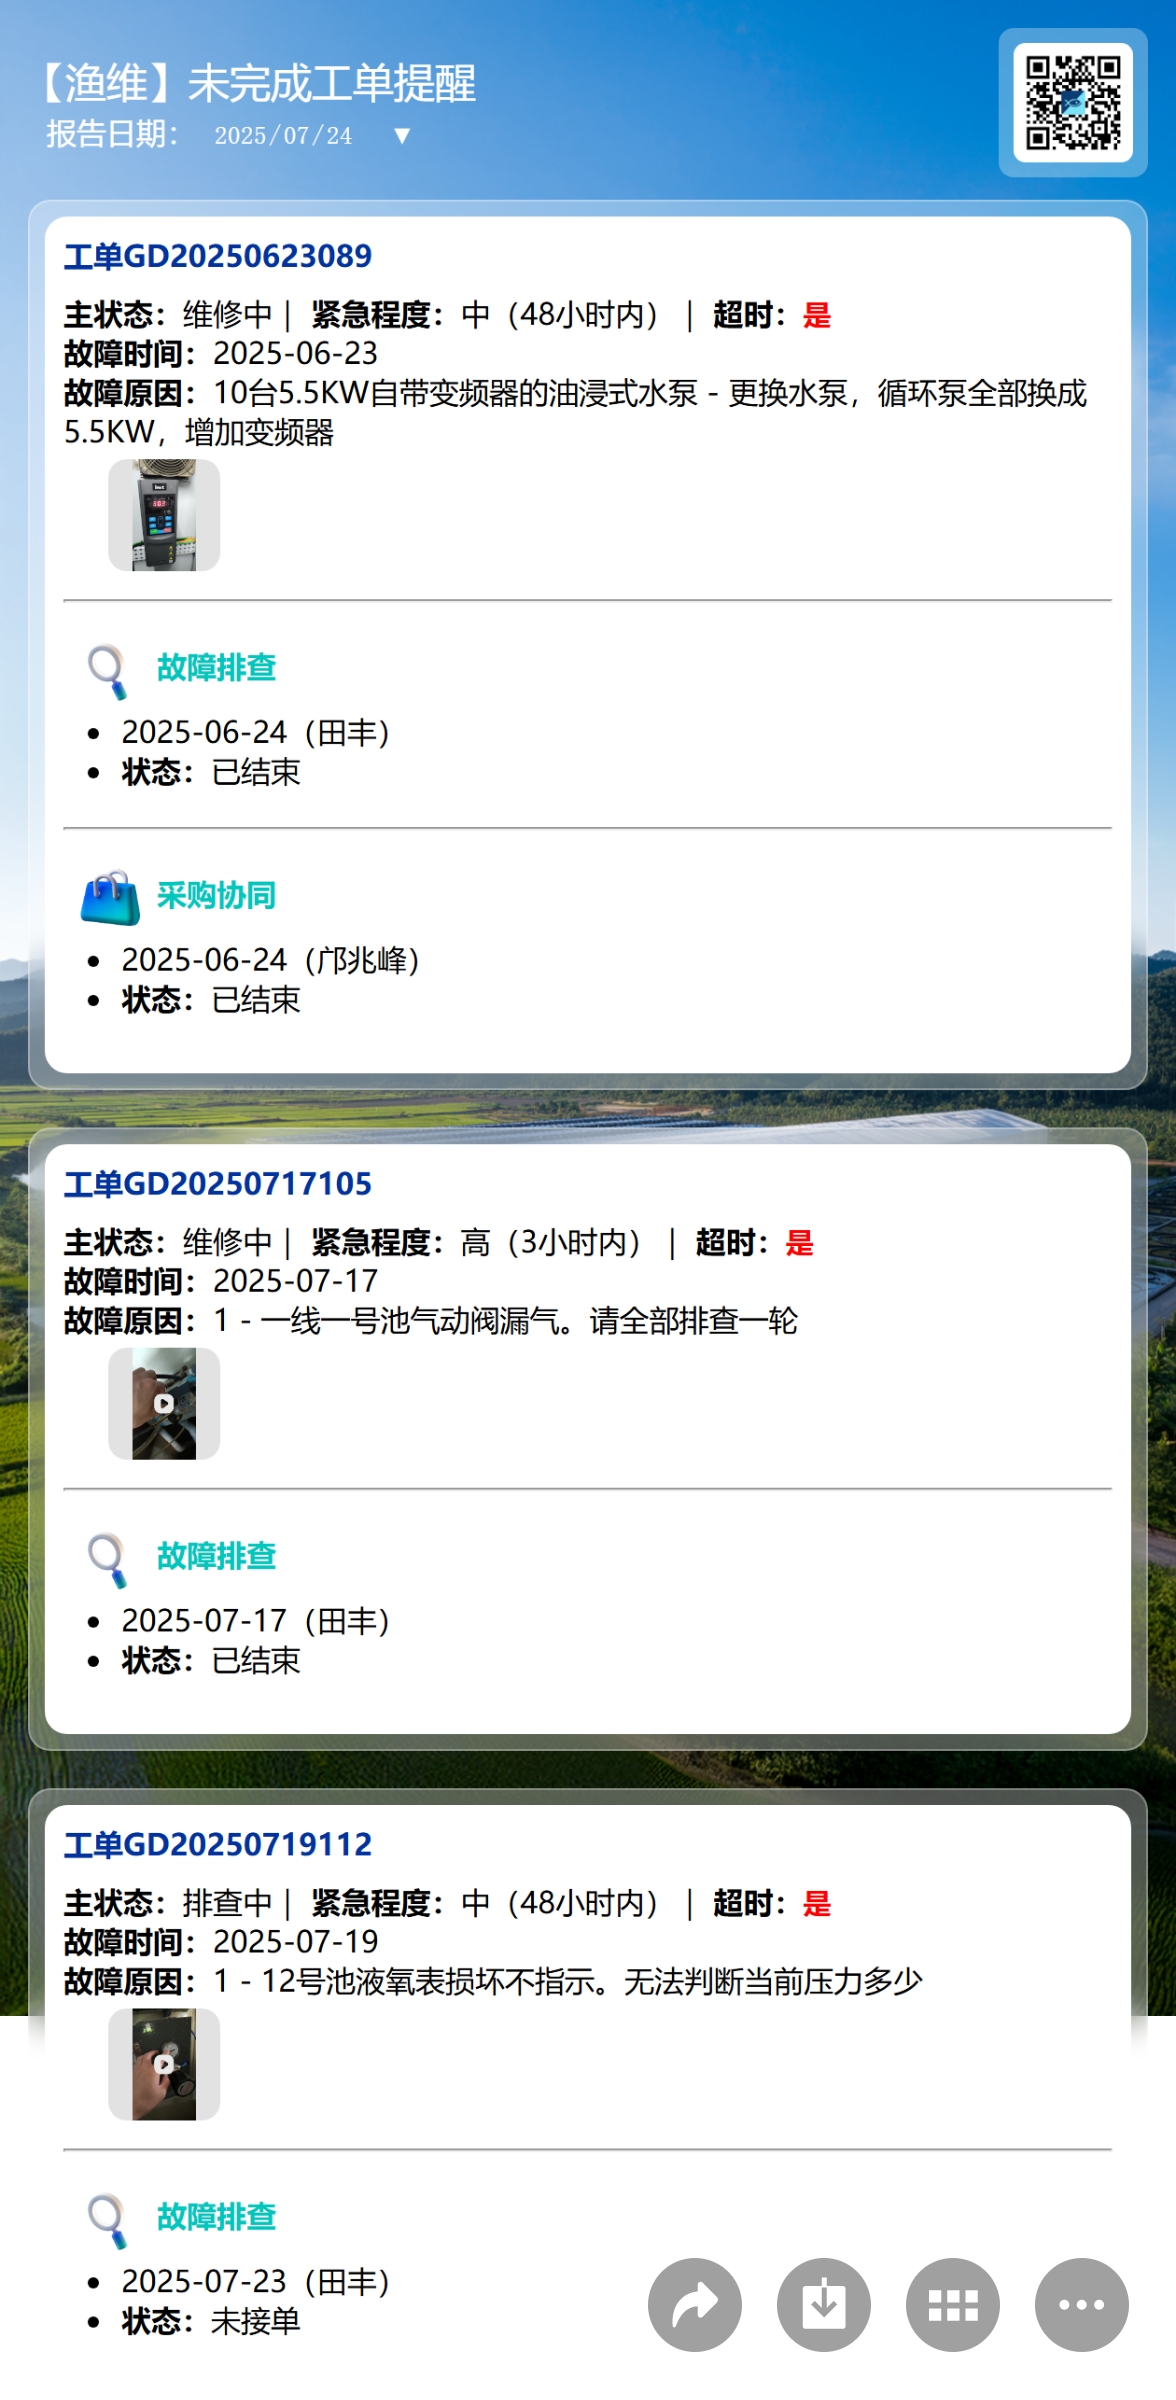 【渔维】未完成工单提醒
报告日期： 2025/07/24 ▼
工单GD20250623089
主状态：维修中 | 紧急程度：中（48小时内） | 超时：是
故障时间：2025-06-23
故障原因：10台5.5KW自带变频器的油浸式水泵 - 更换水泵，循环泵全部换成
5.5KW，增加变频器
故障排查
• 2025-06-24（田丰）
• 状态：已结束
采购协同
• 2025-06-24（邝兆峰）
• 状态：已结束
工单GD20250717105
主状态：维修中 | 紧急程度：高（3小时内） | 超时：是
故障时间：2025-07-17
故障原因：1 - 一线一号池气动阀漏气。请全部排查一轮
故障排查
• 2025-07-17（田丰）
• 状态：已结束
工单GD20250719112
主状态：排查中 | 紧急程度：中（48小时内） | 超时：是
故障时间：2025-07-19
故障原因：1 - 12号池液氧表损坏不指示。无法判断当前压力多少
故障排查
• 2025-07-23（田丰）
• 状态：未接单